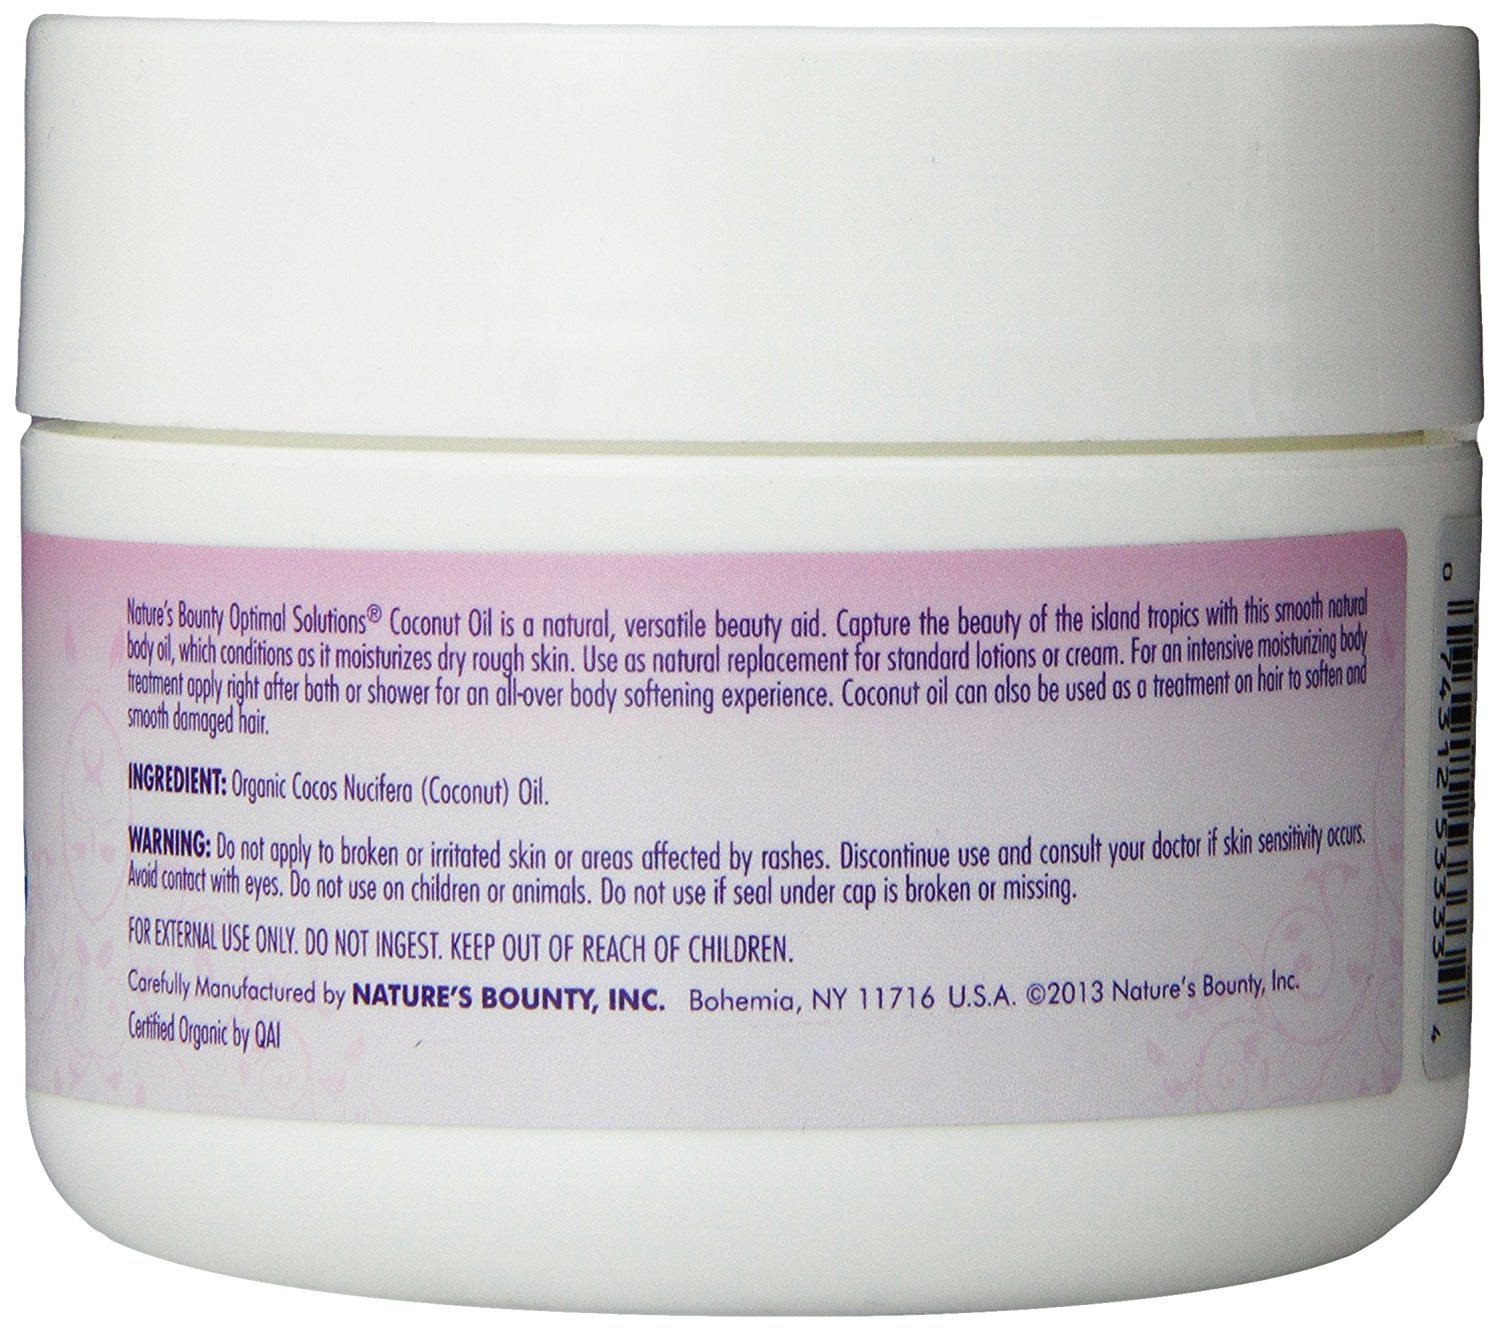 Nature's Bounty Optimal Solutions® Coconut Oil is a natural, versatile beauty aid. Capture the beauty of the island tropics with this smooth natural
body oil, which conditions as it moisturizes dry rough skin. Use as natural replacement for standard lotions or cream. For an intensive moisturizing body
treatment apply right after bath or shower for an all-over body softening experience. Coconut oil can also be used as a treatment on hair to soften and
smooth damaged hair.
INGREDIENT: Organic Cocos Nucifera (Coconut) Oil.
WARNING: Do not apply to broken or irritated skin or areas affected by rashes. Discontinue use and consult your doctor if skin sensitivity occurs.
Avoid contact with eyes. Do not use on children or animals. Do not use if seal under cap is broken or missing.
FOR EXTERNAL USE ONLY. DO NOT INGEST. KEEP OUT OF REACH OF CHILDREN.
Carefully Manufactured by NATURE'S BOUNTY, INC. Bohemia, NY 11716 U.S.A. ©2013 Nature's Bounty, Inc.
Certified Organic by QAI
0 74312 53333 4